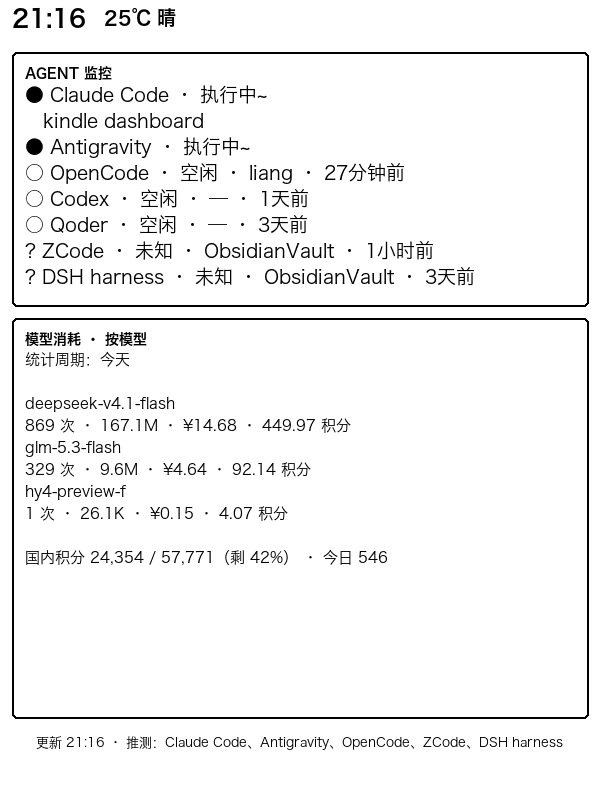 21:16 25℃ 晴
AGENT 监控
● Claude Code · 执行中~
kindle dashboard
● Antigravity · 执行中~
○ OpenCode · 空闲 · liang · 27分钟前
○ Codex · 空闲 · — · 1天前
○ Qoder · 空闲 · — · 3天前
? ZCode · 未知 · ObsidianVault · 1小时前
? DSH harness · 未知 · ObsidianVault · 3天前
模型消耗 · 按模型
统计周期：今天
deepseek-v4.1-flash
869 次 · 167.1M · ¥14.68 · 449.97 积分
glm-5.3-flash
329 次 · 9.6M · ¥4.64 · 92.14 积分
hy4-preview-f
1 次 · 26.1K · ¥0.15 · 4.07 积分
国内积分 24,354 / 57,771（剩 42%） · 今日 546
更新 21:16 · 推测：Claude Code、Antigravity、OpenCode、ZCode、DSH harness